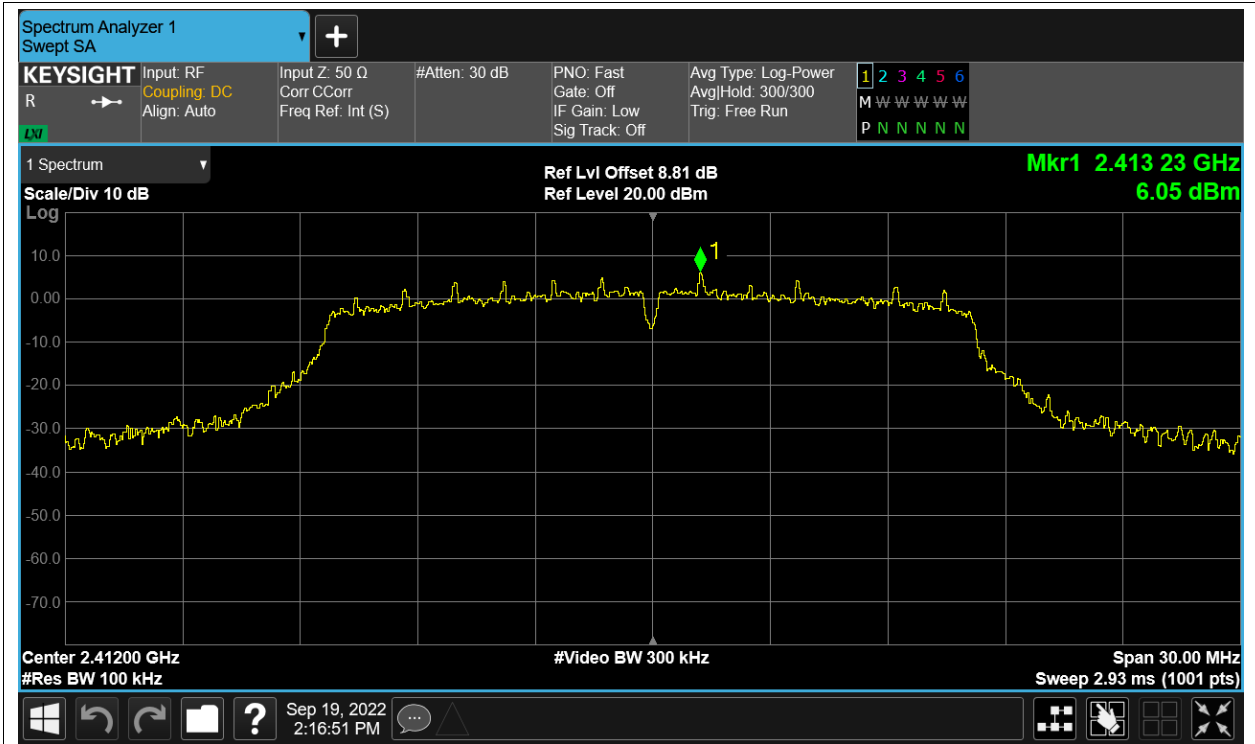 Spectrum Analyzer 1
Swept SA
KEYSIGHT
R
LXI
Input: RF
Coupling: DC
Align: Auto
Input Z: 50 Ω
Corr CCorr
Freq Ref: Int (S)
#Atten: 30 dB
PNO: Fast
Gate: Off
IF Gain: Low
Sig Track: Off
Avg Type: Log-Power
Avg|Hold: 300/300
Trig: Free Run
1 2 3 4 5 6
M W W W W W
P N N N N N
1 Spectrum
Scale/Div 10 dB
Ref Lvl Offset 8.81 dB
Ref Level 20.00 dBm
Mkr1 2.413 23 GHz
6.05 dBm
Log
1
10.0
0.00
-10.0
-20.0
-30.0
-40.0
-50.0
-60.0
-70.0
Center 2.41200 GHz
#Video BW 300 kHz
Span 30.00 MHz
#Res BW 100 kHz
Sweep 2.93 ms (1001 pts)
?
Sep 19, 2022
2:16:51 PM